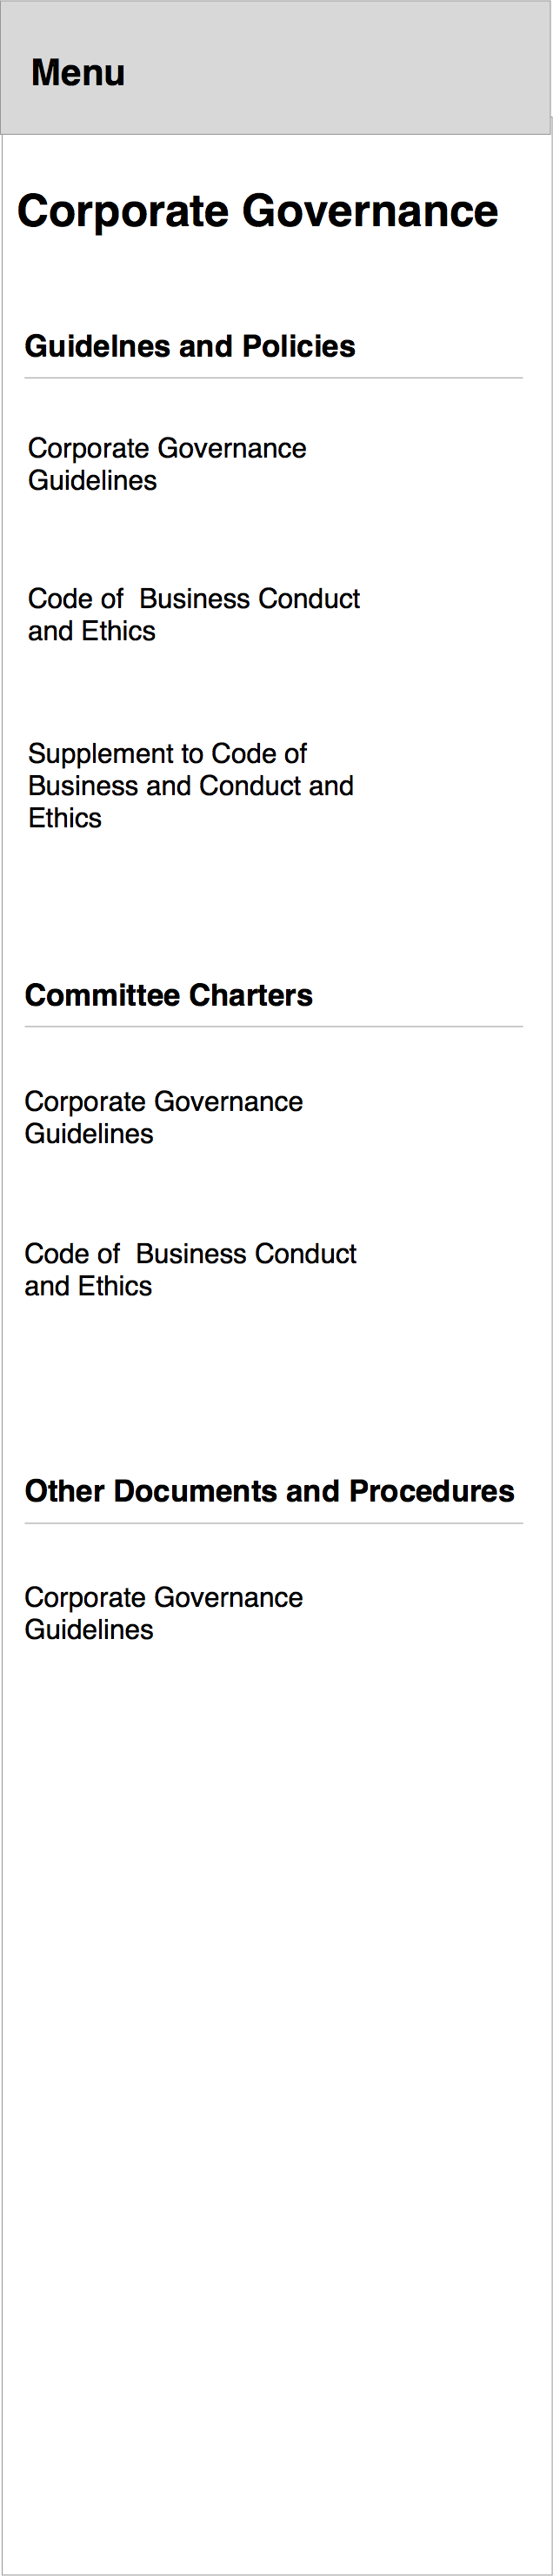 Menu
Corporate Governance
Guidelnes and Policies
Corporate Governance
Guidelines
Code of  Business Conduct
and Ethics
Supplement to Code of
Business and Conduct and
Ethics
Committee Charters
Corporate Governance
Guidelines
Code of  Business Conduct
and Ethics
Other Documents and Procedures
Corporate Governance
Guidelines